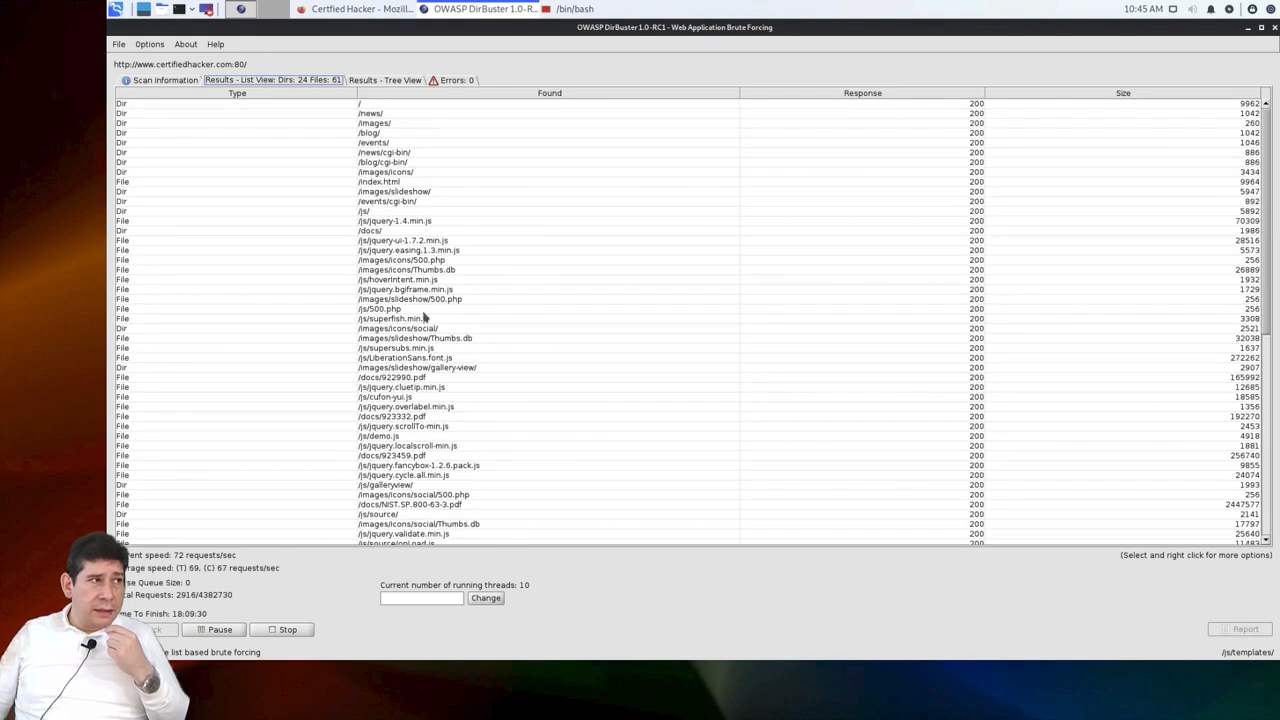 Certfied Hacker - Mozill... OWASP DirBuster 1.0-R... /bin/bash 10:45 AM
OWASP DirBuster 1.0-RC1 - Web Application Brute Forcing
File Options About Help
http://www.certifiedhacker.com:80/
Scan Information Results - List View: Dirs: 24 Files: 61 Results - Tree View Errors: 0
Type Found Response Size
Dir / 200 9962
Dir /news/ 200 1042
Dir /images/ 200 260
Dir /blog/ 200 1042
Dir /events/ 200 1046
Dir /news/cgi-bin/ 200 886
Dir /blog/cgi-bin/ 200 886
Dir /images/icons/ 200 3434
File /index.html 200 9964
Dir /images/slideshow/ 200 5947
Dir /events/cgi-bin/ 200 892
Dir /js/ 200 5892
File /js/jquery-1.4.min.js 200 70309
Dir /docs/ 200 1986
File /js/jquery-ui-1.7.2.min.js 200 28516
File /js/jquery.easing.1.3.min.js 200 5573
File /images/icons/500.php 200 256
File /images/icons/Thumbs.db 200 26889
File /js/hoverIntent.min.js 200 1932
File /js/jquery.bgiframe.min.js 200 1729
File /images/slideshow/500.php 200 256
File /js/500.php 200 256
File /js/superfish.min.js 200 3308
Dir /images/icons/social/ 200 2521
File /images/slideshow/Thumbs.db 200 32038
File /js/supersubs.min.js 200 1637
File /js/LiberationSans.font.js 200 272262
Dir /images/slideshow/gallery-view/ 200 2907
File /docs/922990.pdf 200 165992
File /js/jquery.cluetip.min.js 200 12685
File /js/cufon-yui.js 200 18585
File /js/jquery.overlabel.min.js 200 1356
File /docs/923332.pdf 200 192270
File /js/jquery.scrollTo-min.js 200 2453
File /js/demo.js 200 4918
File /js/jquery.localscroll-min.js 200 1881
File /docs/923459.pdf 200 256740
File /js/jquery.fancybox-1.2.6.pack.js 200 9855
File /js/jquery.cycle.all.min.js 200 24074
Dir /js/galleryview/ 200 1993
File /images/icons/social/500.php 200 256
File /docs/NIST.SP.800-63-3.pdf 200 2447577
Dir /js/source/ 200 2141
File /images/icons/social/Thumbs.db 200 17797
File /js/jquery.validate.min.js 200 25640
File /js/source/onLoad.js 200 11483
rent speed: 72 requests/sec (Select and right click for more options)
rage speed: (T) 69, (C) 67 requests/sec
rse Queue Size: 0 Current number of running threads: 10
tal Requests: 2916/4382730 Change
me To Finish: 18:09:30
ck Pause Stop Report
e list based brute forcing /js/templates/